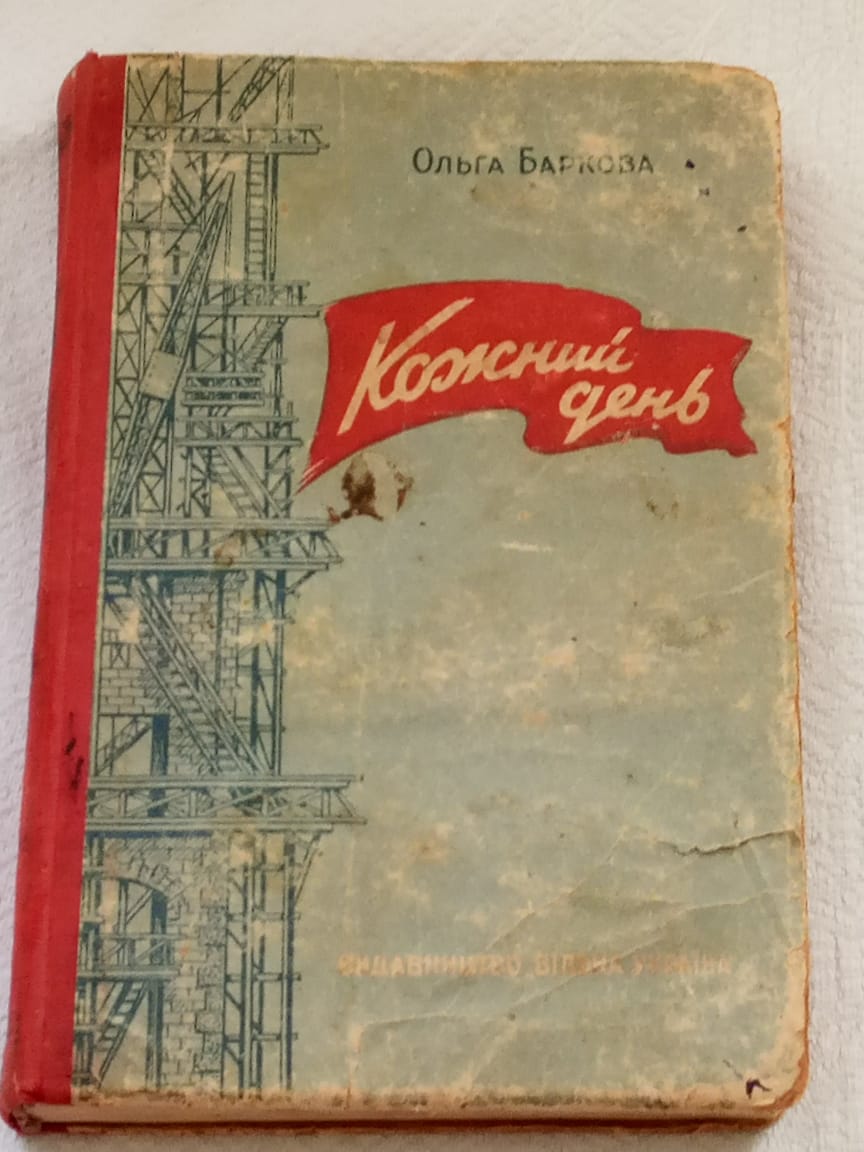 Ольга Баркова
Кожний
день
Видавництво Вільна Україна